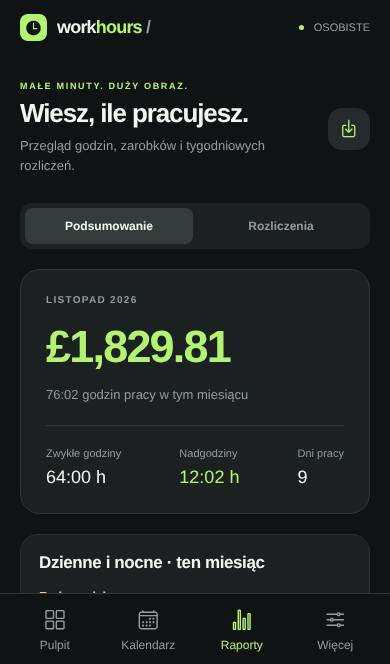 workhours /
OSOBISTE
MAŁE MINUTY. DUŻY OBRAZ.
Wiesz, ile pracujesz.
Przegląd godzin, zarobków i tygodniowych
rozliczeń.
Podsumowanie
Rozliczenia
LISTOPAD 2026
£1,829.81
76:02 godzin pracy w tym miesiącu
Zwykłe godziny
Nadgodziny
Dni pracy
64:00 h
12:02 h
9
Dzienne i nocne · ten miesiąc
Pulpit
Kalendarz
Raporty
Więcej